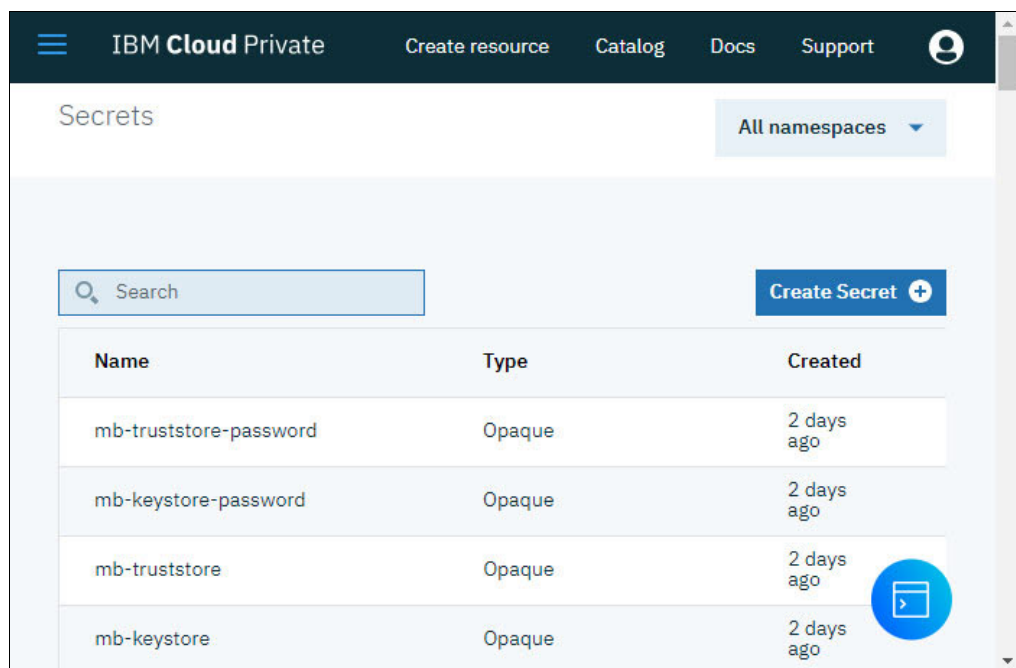 IBM Cloud Private Create resource Catalog Docs Support
Secrets
All namespaces
Search
Create Secret
Name Type Created
mb-truststore-password Opaque 2 days
ago
mb-keystore-password Opaque 2 days
ago
mb-truststore Opaque 2 days
ago
mb-keystore Opaque 2 days
ago